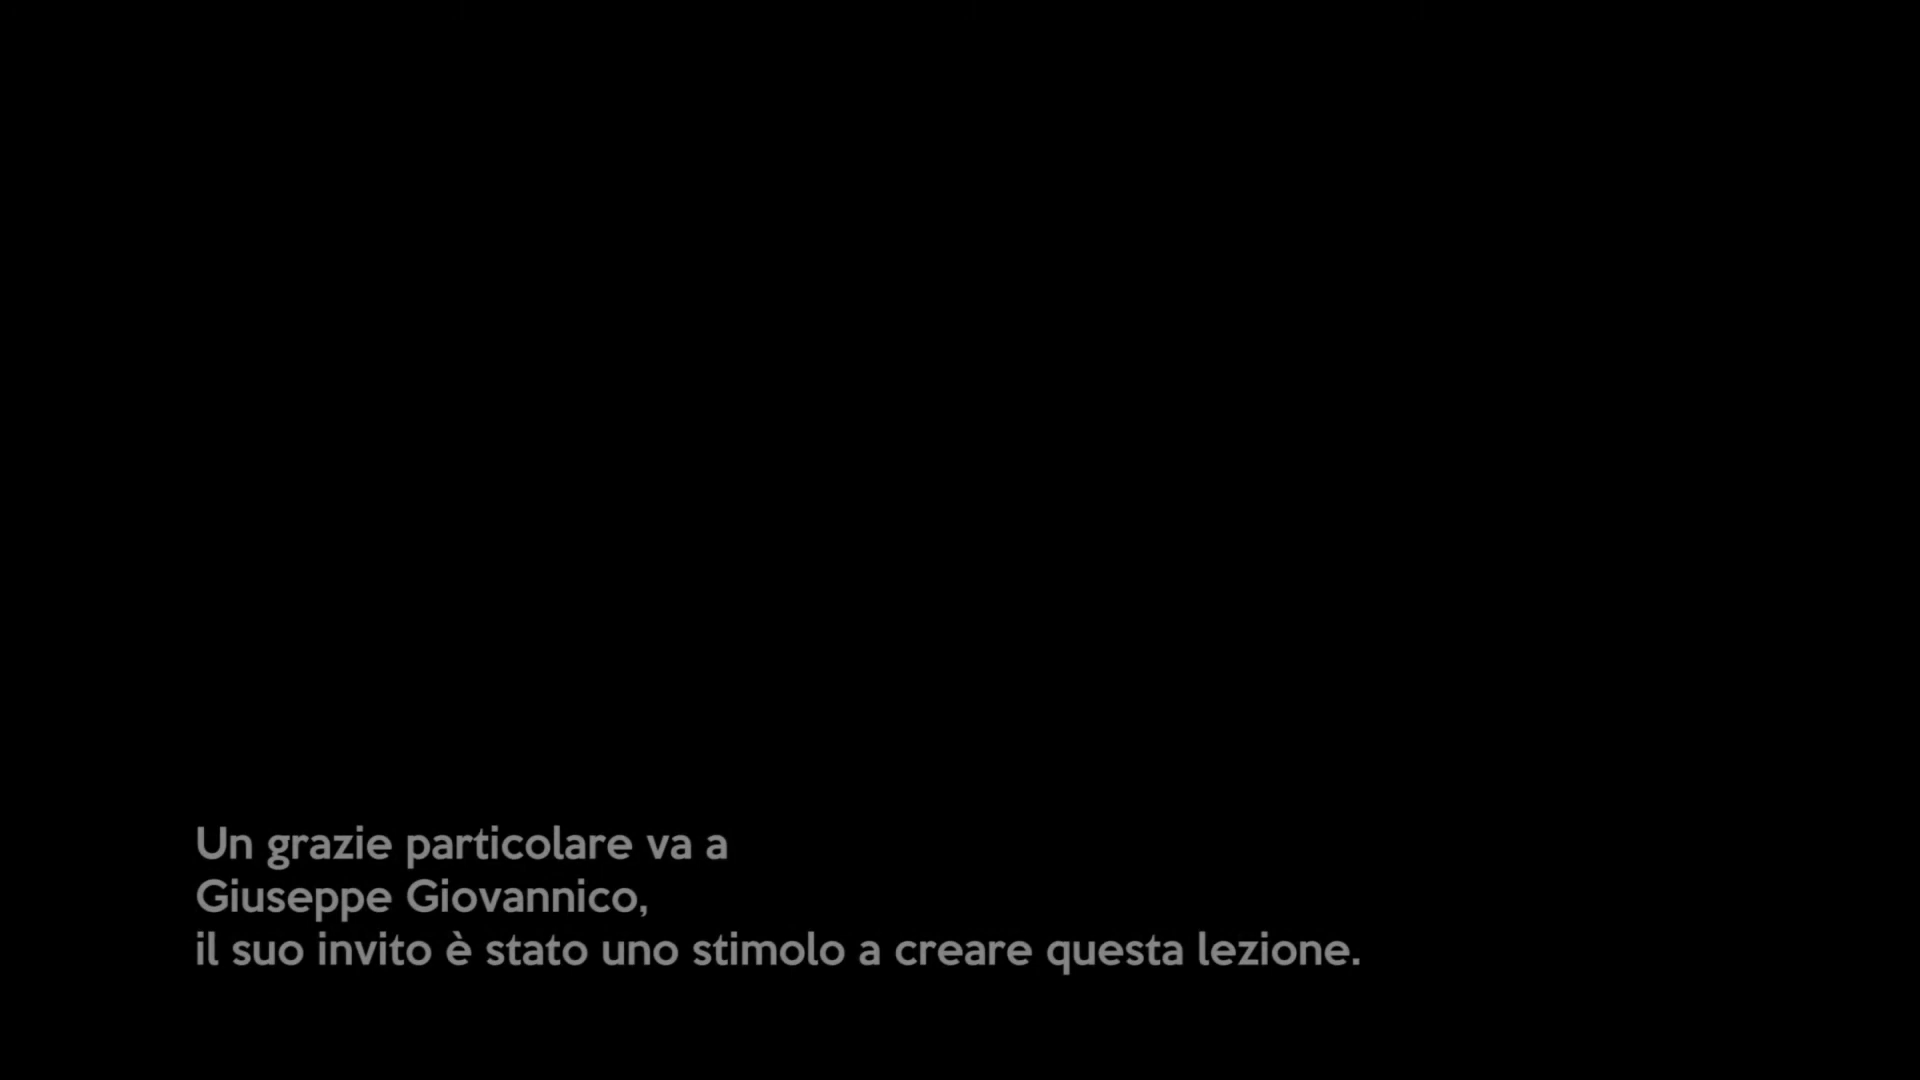 Un grazie particolare va a
Giuseppe Giovannico,
il suo invito è stato uno stimolo a creare questa lezione.